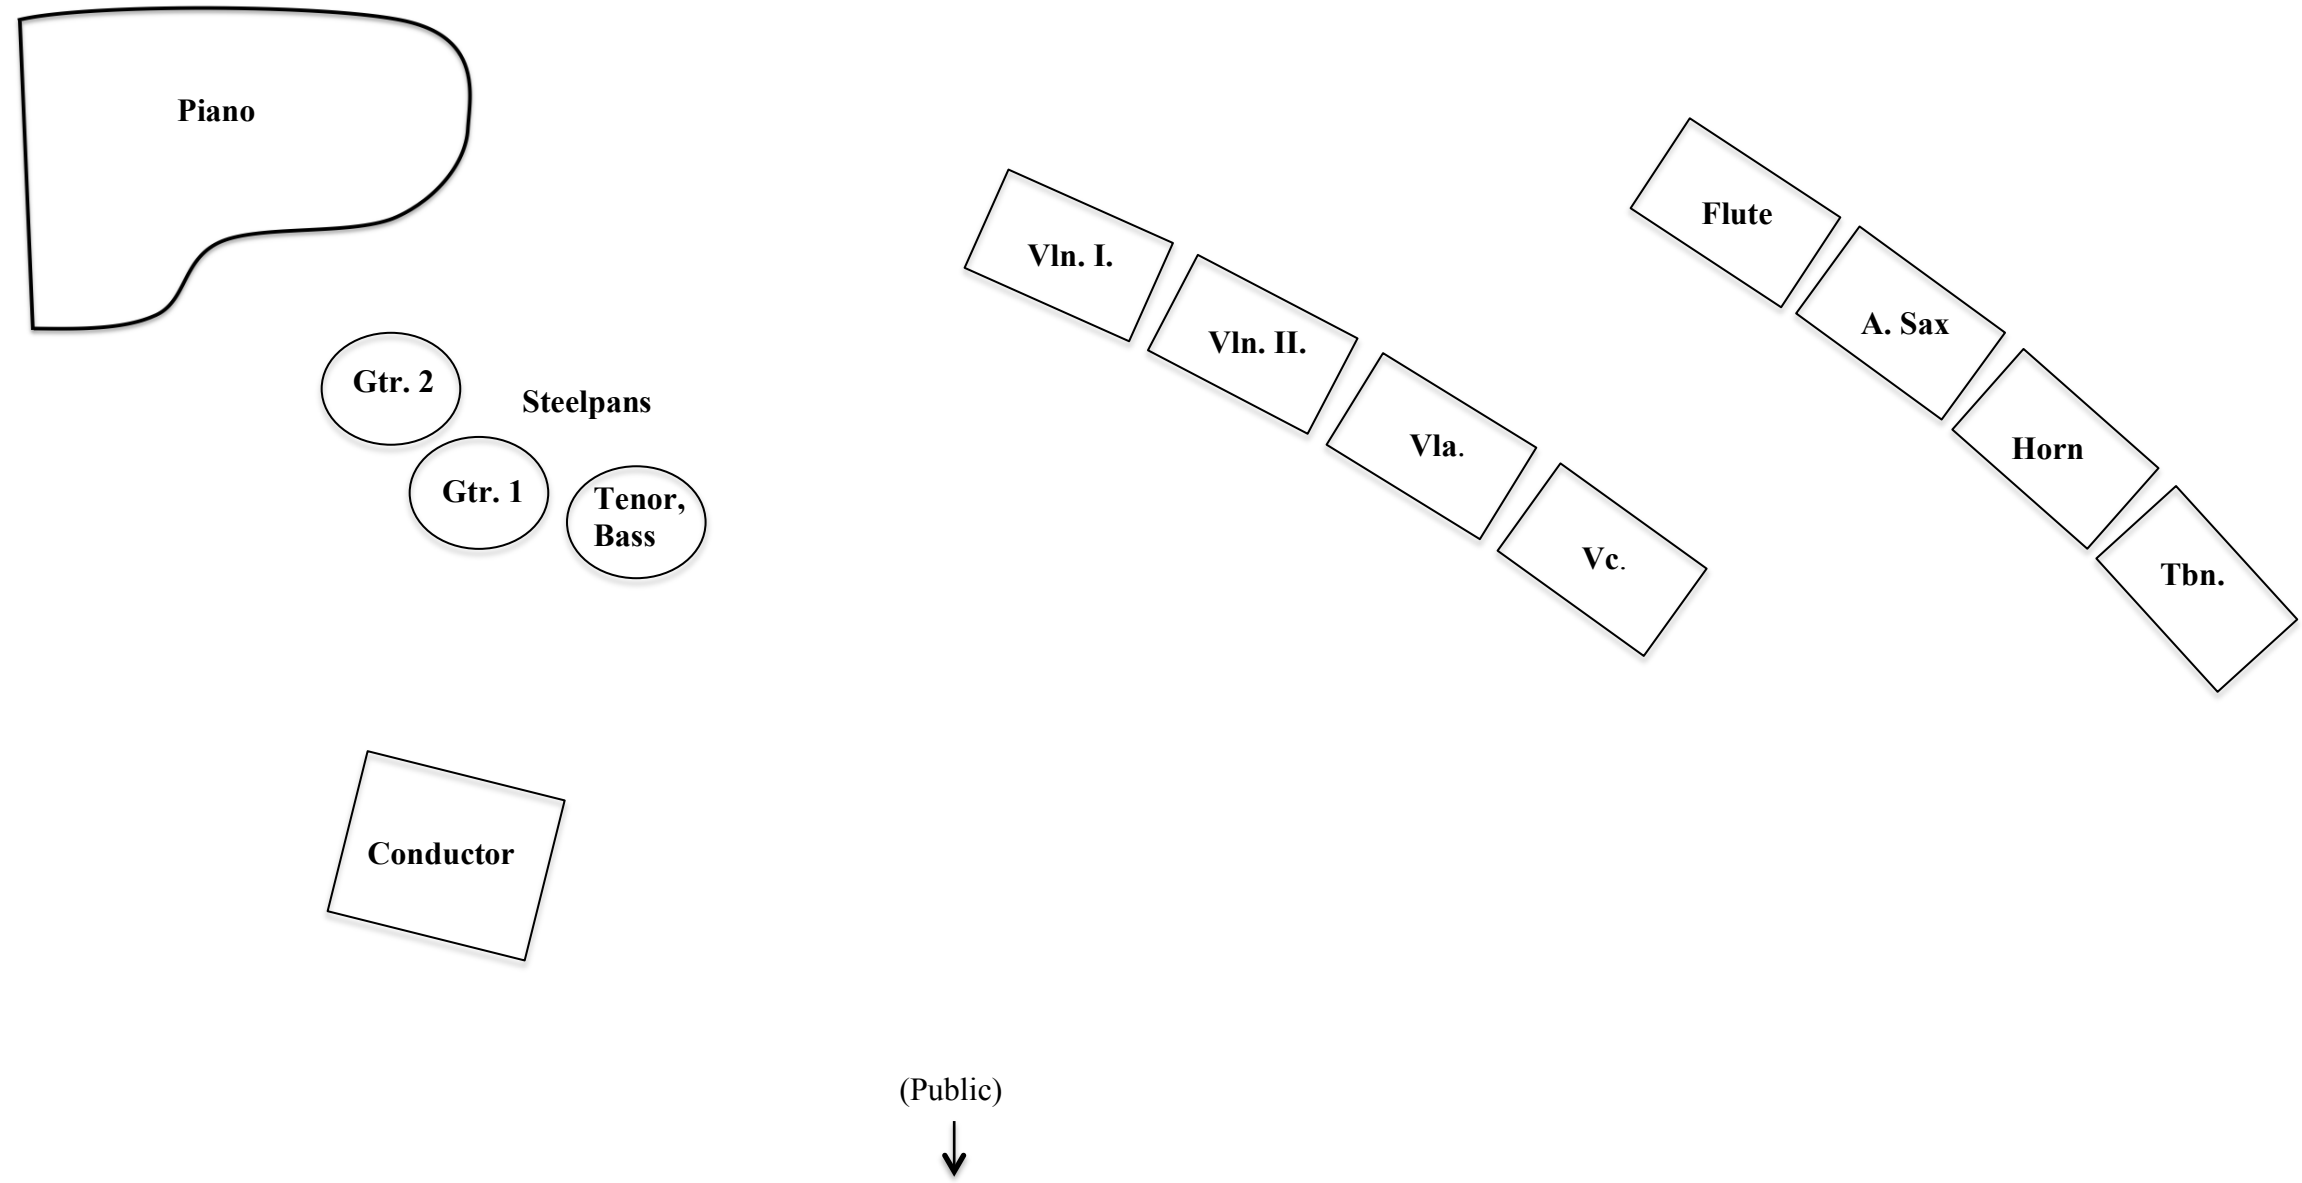 Piano
Flute
Vln. I.
A. Sax
Vln. II.
Gtr. 2
Steelpans
Vla.
Horn
Gtr. 1
Tenor,
Bass
Vc.
Tbn.
Conductor
(Public)